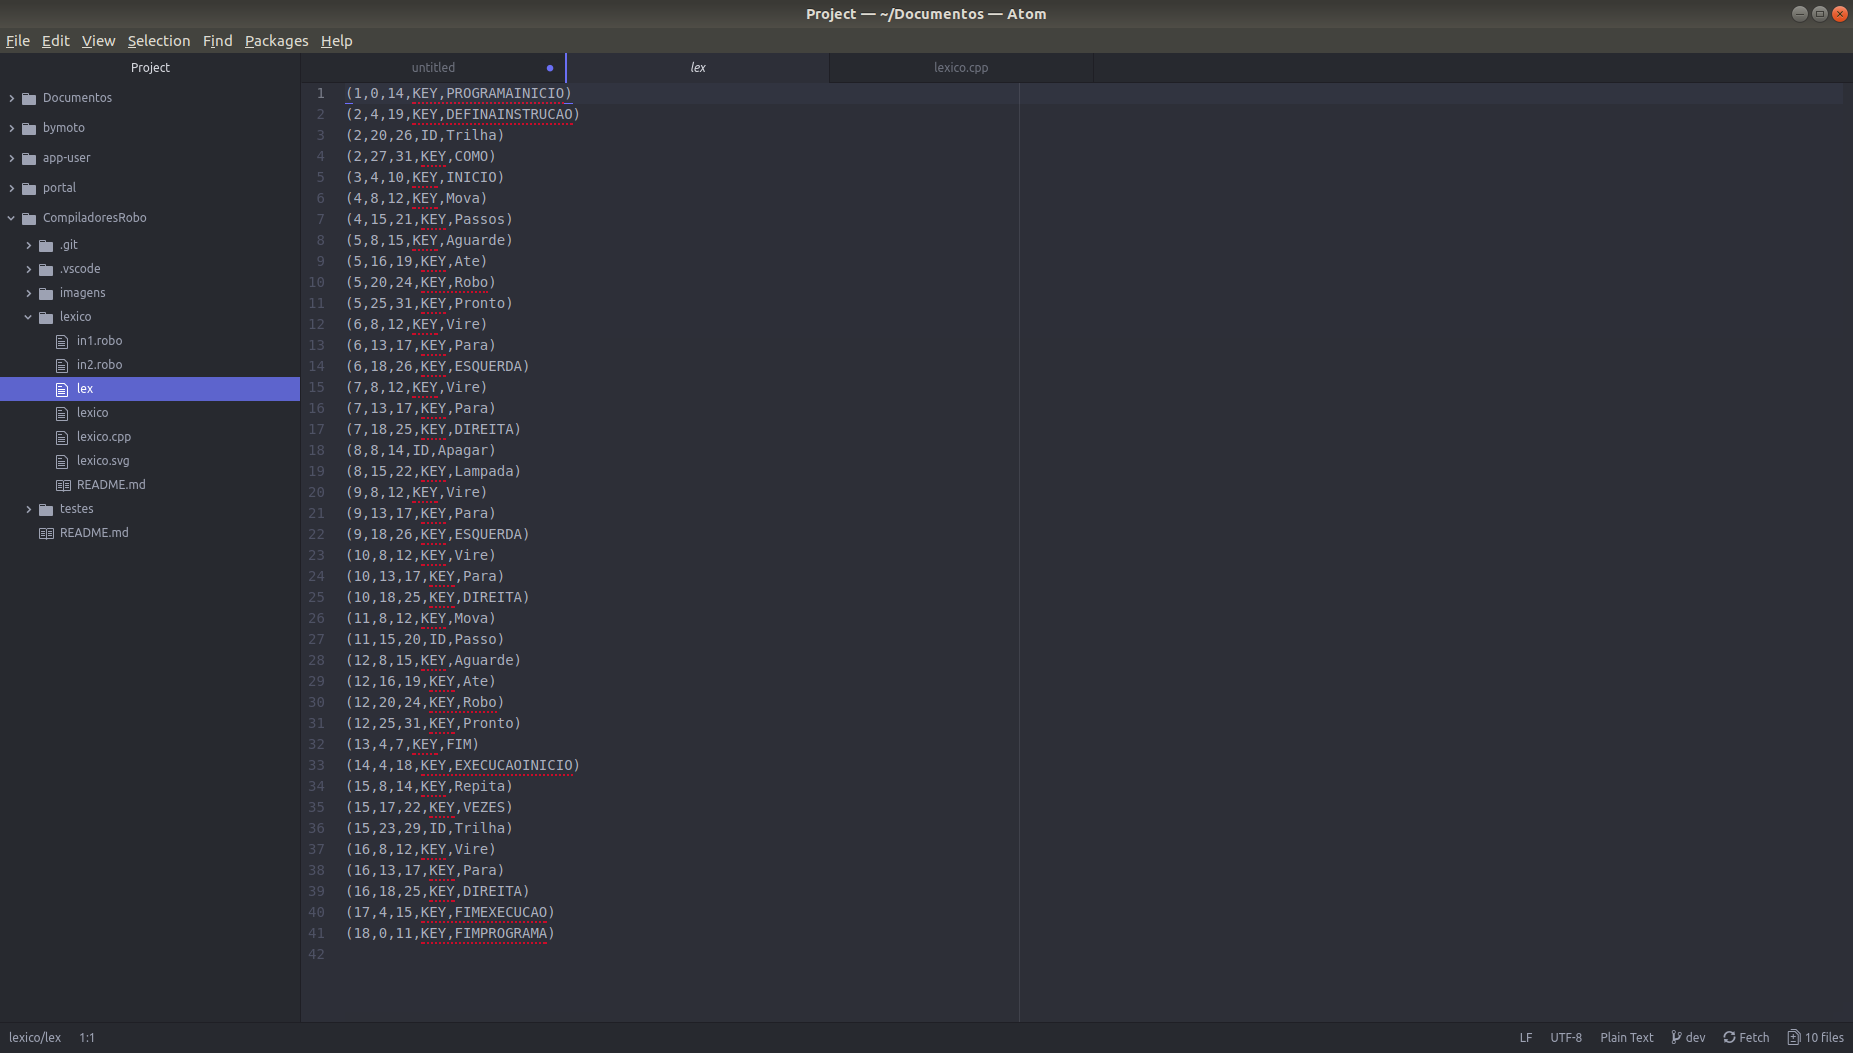 Project — ~/Documentos — Atom
File Edit View Selection Find Packages Help
Project
Documentos
bymoto
app-user
portal
CompiladoresRobo
.git
.vscode
imagens
lexico
in1.robo
in2.robo
lex
lexico
lexico.cpp
lexico.svg
README.md
testes
README.md
untitled lex lexico.cpp
1 (1,0,14,KEY,PROGRAMAINICIO)
2 (2,4,19,KEY,DEFINAINSTRUCAO)
3 (2,20,26,ID,Trilha)
4 (2,27,31,KEY,COMO)
5 (3,4,10,KEY,INICIO)
6 (4,8,12,KEY,Mova)
7 (4,15,21,KEY,Passos)
8 (5,8,15,KEY,Aguarde)
9 (5,16,19,KEY,Ate)
10 (5,20,24,KEY,Robo)
11 (5,25,31,KEY,Pronto)
12 (6,8,12,KEY,Vire)
13 (6,13,17,KEY,Para)
14 (6,18,26,KEY,ESQUERDA)
15 (7,8,12,KEY,Vire)
16 (7,13,17,KEY,Para)
17 (7,18,25,KEY,DIREITA)
18 (8,8,14,ID,Apagar)
19 (8,15,22,KEY,Lampada)
20 (9,8,12,KEY,Vire)
21 (9,13,17,KEY,Para)
22 (9,18,26,KEY,ESQUERDA)
23 (10,8,12,KEY,Vire)
24 (10,13,17,KEY,Para)
25 (10,18,25,KEY,DIREITA)
26 (11,8,12,KEY,Mova)
27 (11,15,20,ID,Passo)
28 (12,8,15,KEY,Aguarde)
29 (12,16,19,KEY,Ate)
30 (12,20,24,KEY,Robo)
31 (12,25,31,KEY,Pronto)
32 (13,4,7,KEY,FIM)
33 (14,4,18,KEY,EXECUCAOINICIO)
34 (15,8,14,KEY,Repita)
35 (15,17,22,KEY,VEZES)
36 (15,23,29,ID,Trilha)
37 (16,8,12,KEY,Vire)
38 (16,13,17,KEY,Para)
39 (16,18,25,KEY,DIREITA)
40 (17,4,15,KEY,FIMEXECUCAO)
41 (18,0,11,KEY,FIMPROGRAMA)
42
lexico/lex 1:1 LF UTF-8 Plain Text dev Fetch 10 files